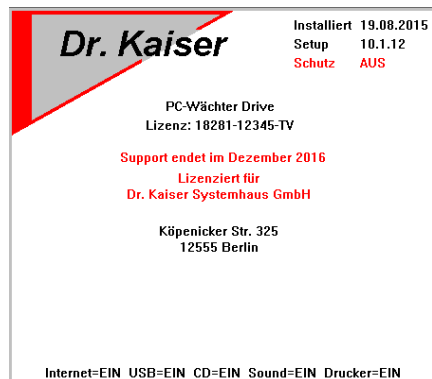 Dr. Kaiser
Installiert 19.08.2015
Setup 10.1.12
Schutz AUS
PC-Wächter Drive
Lizenz: 18281-12345-TV
Support endet im Dezember 2016
Lizenziert für
Dr. Kaiser Systemhaus GmbH
Köpenicker Str. 325
12555 Berlin
Internet=EIN USB=EIN CD=EIN Sound=EIN Drucker=EIN